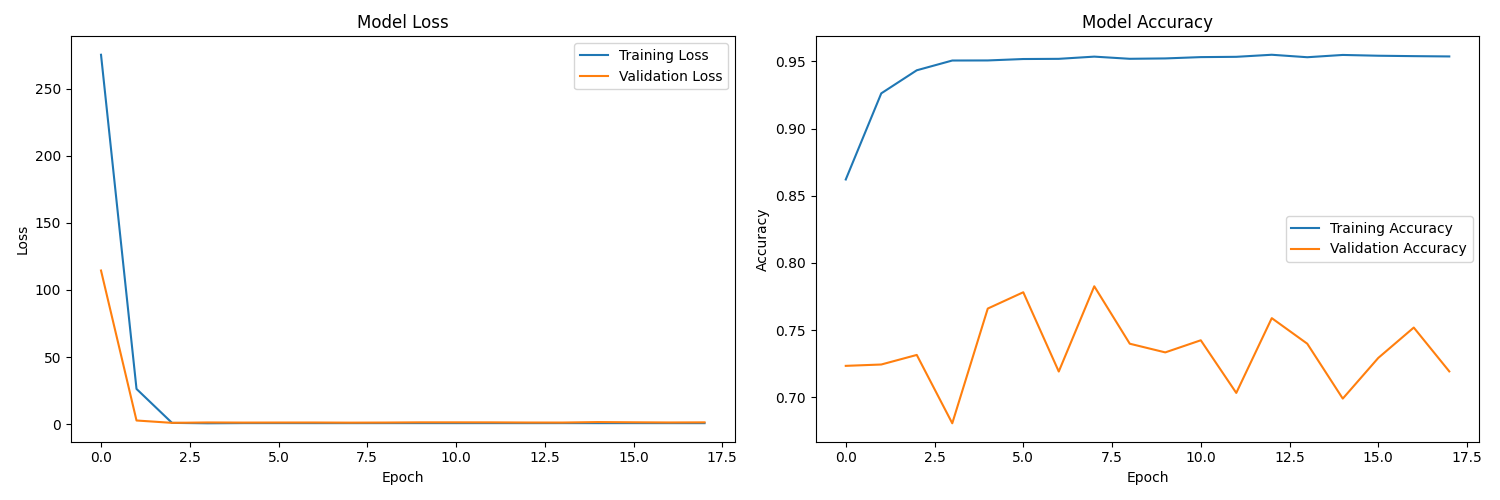 Model Loss
Training Loss
Validation Loss
250
200
150
100
50
0
Loss
0.0 2.5 5.0 7.5 10.0 12.5 15.0 17.5
Epoch
Model Accuracy
0.95
0.90
0.85
0.80
0.75
0.70
Accuracy
Training Accuracy
Validation Accuracy
0.0 2.5 5.0 7.5 10.0 12.5 15.0 17.5
Epoch